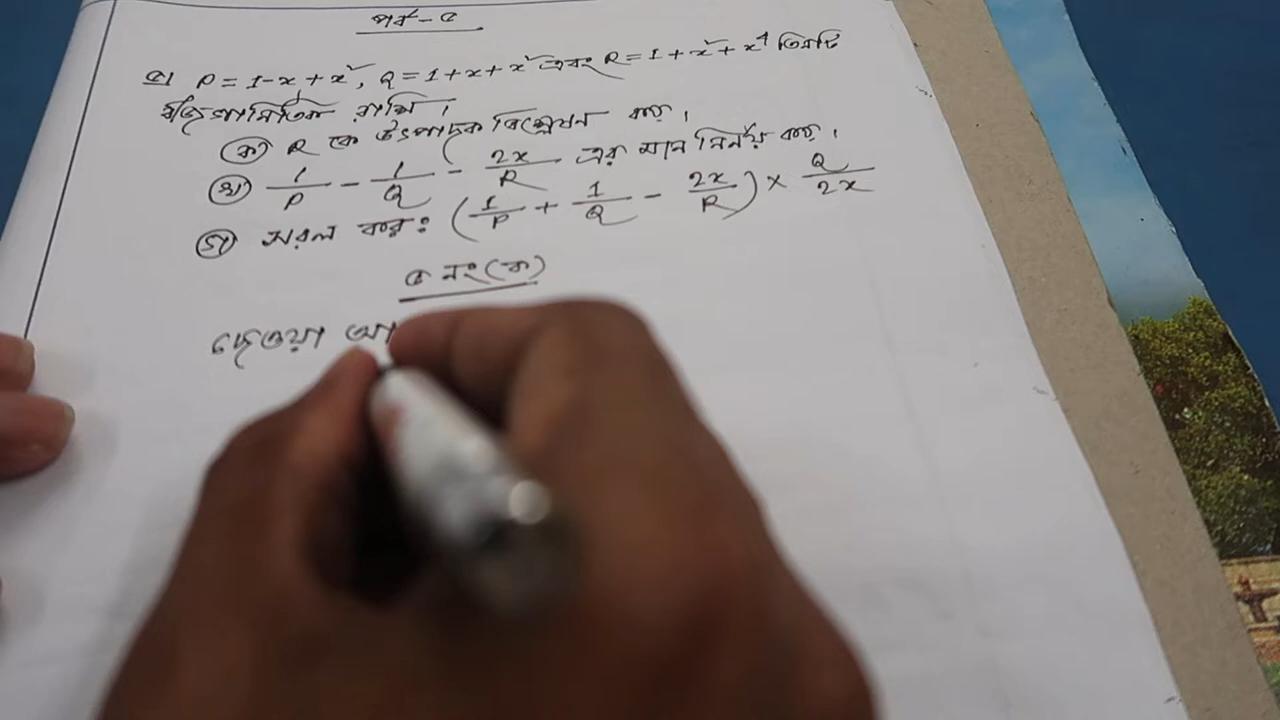 পর্ব - ৫
৫। P = 1 - x + x², Q = 1 + x + x² এবং R = 1 + x² + x⁴ তিনটি
বীজগাণিতিক রাশি।
(ক) R কে উৎপাদকে বিশ্লেষণ কর।
(খ) 1/P - 1/Q - 2x/R এর মান নির্ণয় কর।
(গ) সরল কর: (1/P + 1/Q - 2x/R) × Q/2x
৫ নং (ক)
দেওয়া আ